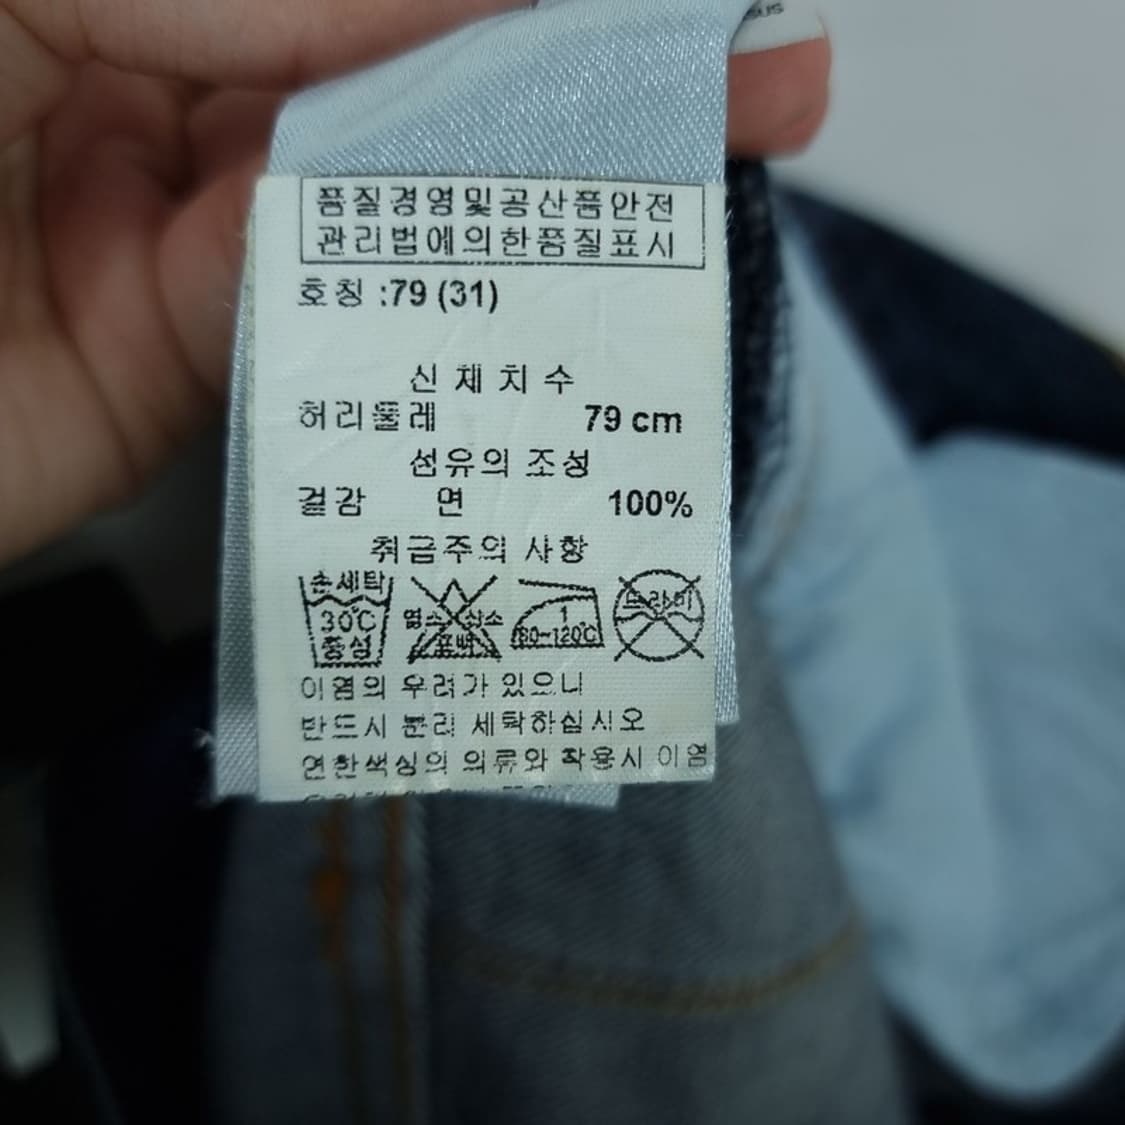 품질경영및공산품안전
관리법에의한품질표시
호칭 :79 (31)
신 체 치 수
허리둘레 79 cm
섬유의 조성
겉감 면 100%
취급주의 사항
손세탁
30℃
중성
염소 산소
표백
1
80~120℃
드라이
이염의 우려가 있으니
반드시 분리 세탁하십시오
연한색상의 의류와 착용시 이염